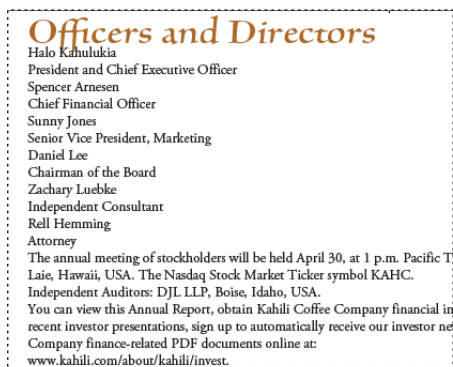 Officers and Directors
Halo Kahulukia
President and Chief Executive Officer
Spencer Arnesen
Chief Financial Officer
Sunny Jones
Senior Vice President, Marketing
Daniel Lee
Chairman of the Board
Zachary Luebke
Independent Consultant
Rell Hemming
Attorney
The annual meeting of stockholders will be held April 30, at 1 p.m. Pacific
Laie, Hawaii, USA. The Nasdaq Stock Market Ticker symbol KAHC.
Independent Auditors: DJL LLP, Boise, Idaho, USA.
You can view this Annual Report, obtain Kahili Coffee Company financial
recent investor presentations, sign up to automatically receive our investor
Company finance-related PDF documents online at:
www.kahili.com/about/kahili/invest.